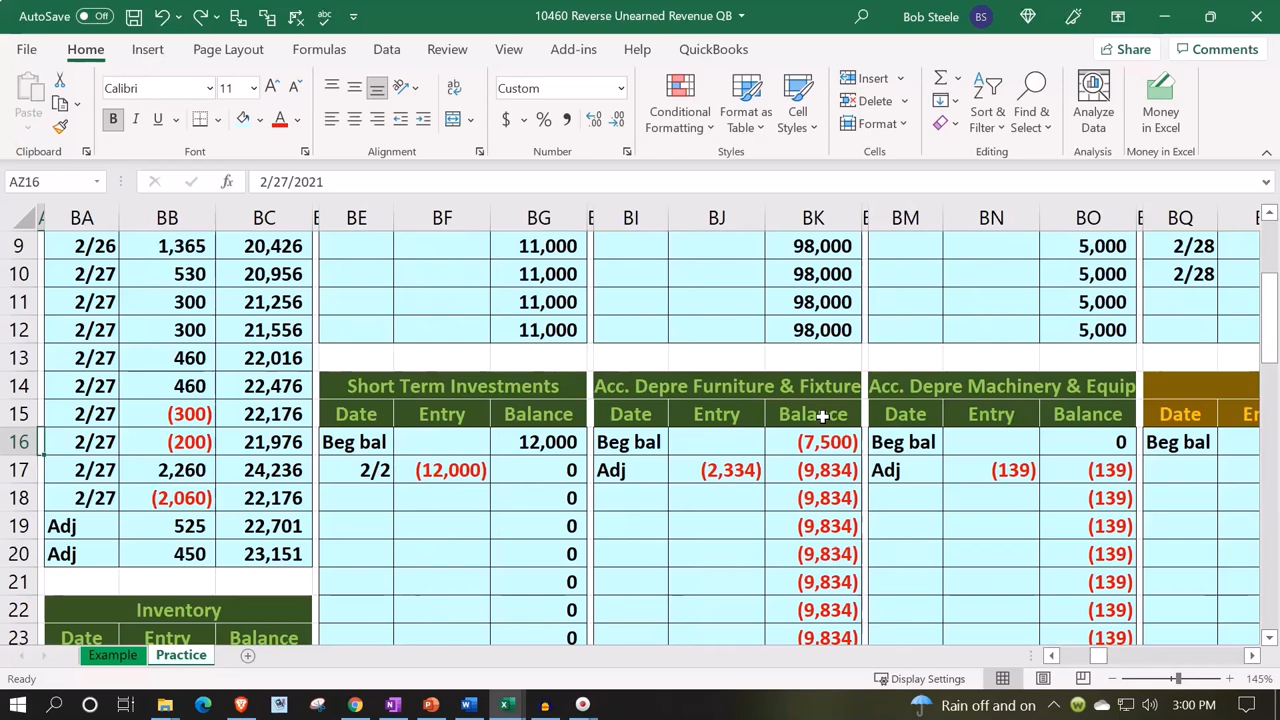 AutoSave Off 10460 Reverse Unearned Revenue QB Bob Steele BS
File Home Insert Page Layout Formulas Data Review View Add-ins Help QuickBooks Share Comments
Paste Calibri 11 Custom Conditional Formatting Format as Table Cell Styles Insert Delete Format Sort & Filter Find & Select Analyze Data Money in Excel
Clipboard Font Alignment Number Styles Cells Editing Analysis Money in Excel
AZ16 fx 2/27/2021
BA BB BC E BE BF BG E BI BJ BK E BM BN BO E BQ
9 2/26 1,365 20,426 11,000 98,000 5,000 2/28
10 2/27 530 20,956 11,000 98,000 5,000 2/28
11 2/27 300 21,256 11,000 98,000 5,000
12 2/27 300 21,556 11,000 98,000 5,000
13 2/27 460 22,016
14 2/27 460 22,476 Short Term Investments Acc. Depre Furniture & Fixture Acc. Depre Machinery & Equip
15 2/27 (300) 22,176 Date Entry Balance Date Entry Balance Date Entry Balance Date En
16 2/27 (200) 21,976 Beg bal 12,000 Beg bal (7,500) Beg bal 0 Beg bal
17 2/27 2,260 24,236 2/2 (12,000) 0 Adj (2,334) (9,834) Adj (139) (139)
18 2/27 (2,060) 22,176 0 (9,834) (139)
19 Adj 525 22,701 0 (9,834) (139)
20 Adj 450 23,151 0 (9,834) (139)
21 0 (9,834) (139)
22 Inventory 0 (9,834) (139)
23 Date Entry Balance 0 (9,834) (139)
Example Practice
Ready Display Settings 145%
Rain off and on 3:00 PM